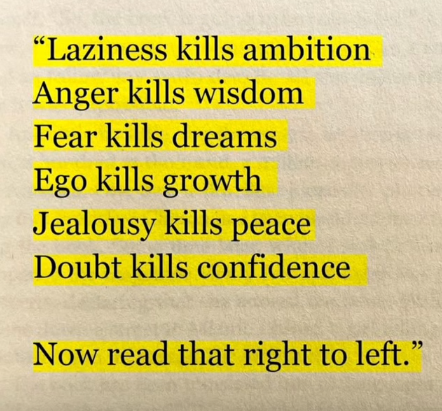 “Laziness kills ambition
Anger kills wisdom
Fear kills dreams
Ego kills growth
Jealousy kills peace
Doubt kills confidence
Now read that right to left.”